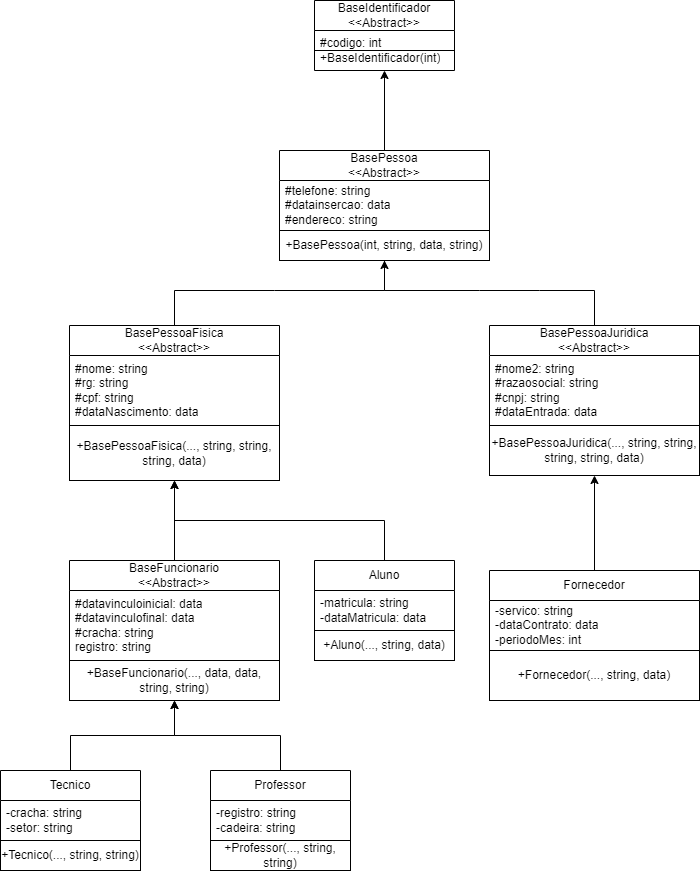 BaseIdentificador
<<Abstract>>
#codigo: int
+BaseIdentificador(int)
BasePessoa
<<Abstract>>
#telefone: string
#datainsercao: data
#endereco: string
+BasePessoa(int, string, data, string)
BasePessoaFisica
<<Abstract>>
#nome: string
#rg: string
#cpf: string
#dataNascimento: data
+BasePessoaFisica(..., string, string,
string, data)
BasePessoaJuridica
<<Abstract>>
#nome2: string
#razaosocial: string
#cnpj: string
#dataEntrada: data
+BasePessoaJuridica(..., string, string,
string, string, data)
BaseFuncionario
<<Abstract>>
#datavinculoinicial: data
#datavinculofinal: data
#cracha: string
registro: string
+BaseFuncionario(..., data, data,
string, string)
Aluno
-matricula: string
-dataMatricula: data
+Aluno(..., string, data)
Fornecedor
-servico: string
-dataContrato: data
-periodoMes: int
+Fornecedor(..., string, data)
Tecnico
-cracha: string
-setor: string
+Tecnico(..., string, string)
Professor
-registro: string
-cadeira: string
+Professor(..., string,
string)